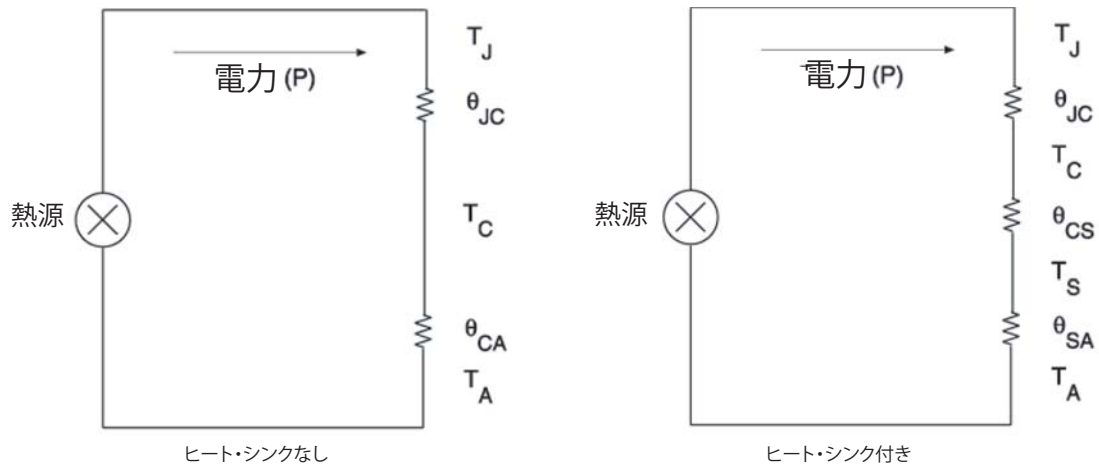 T_J
電力 (P)
θ_JC
熱源
T_C
θ_CA
T_A
ヒート・シンクなし
T_J
電力 (P)
θ_JC
T_C
熱源
θ_CS
T_S
θ_SA
T_A
ヒート・シンク付き